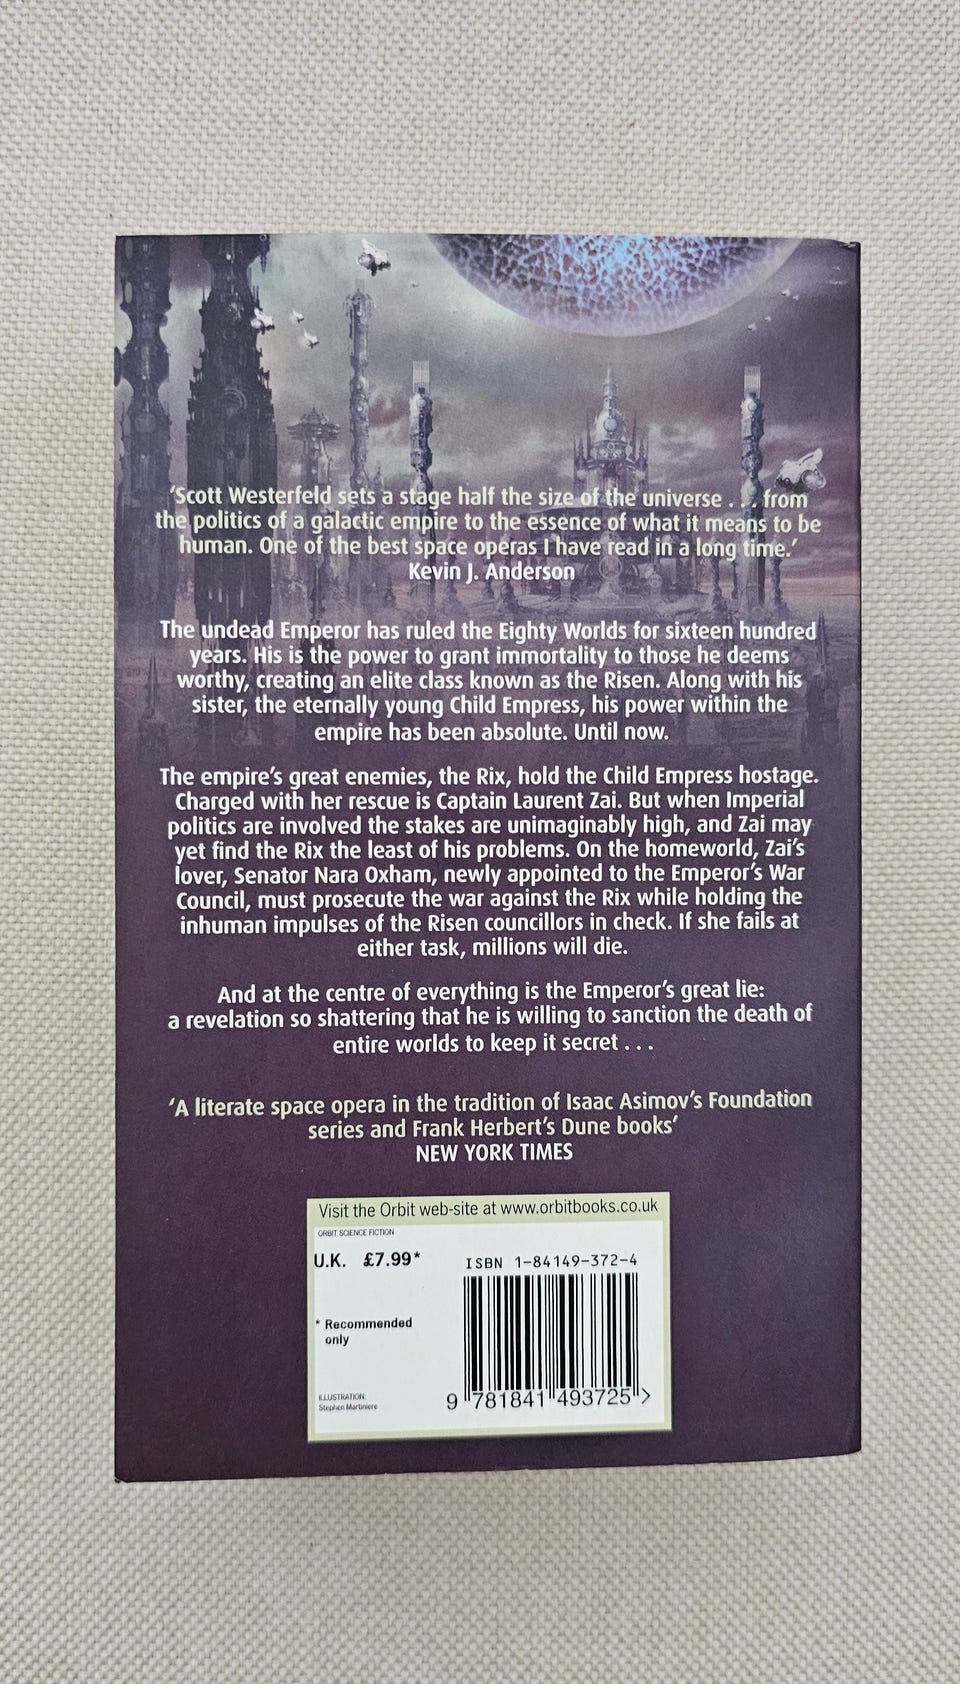 ‘Scott Westerfeld sets a stage half the size of the universe . . . from
the politics of a galactic empire to the essence of what it means to be
human. One of the best space operas I have read in a long time.’
Kevin J. Anderson
The undead Emperor has ruled the Eighty Worlds for sixteen hundred
years. His is the power to grant immortality to those he deems
worthy, creating an elite class known as the Risen. Along with his
sister, the eternally young Child Empress, his power within the
empire has been absolute. Until now.
The empire’s great enemies, the Rix, hold the Child Empress hostage.
Charged with her rescue is Captain Laurent Zai. But when Imperial
politics are involved the stakes are unimaginably high, and Zai may
yet find the Rix the least of his problems. On the homeworld, Zai’s
lover, Senator Nara Oxham, newly appointed to the Emperor’s War
Council, must prosecute the war against the Rix while holding the
inhuman impulses of the Risen councillors in check. If she fails at
either task, millions will die.
And at the centre of everything is the Emperor’s great lie:
a revelation so shattering that he is willing to sanction the death of
entire worlds to keep it secret . . .
‘A literate space opera in the tradition of Isaac Asimov’s Foundation
series and Frank Herbert’s Dune books’
NEW YORK TIMES
Visit the Orbit web-site at www.orbitbooks.co.uk
ORBIT SCIENCE FICTION
U.K. £7.99*
* Recommended
only
ILLUSTRATION:
Stephen Martiniere
ISBN 1-84149-372-4
9 781841 493725 >